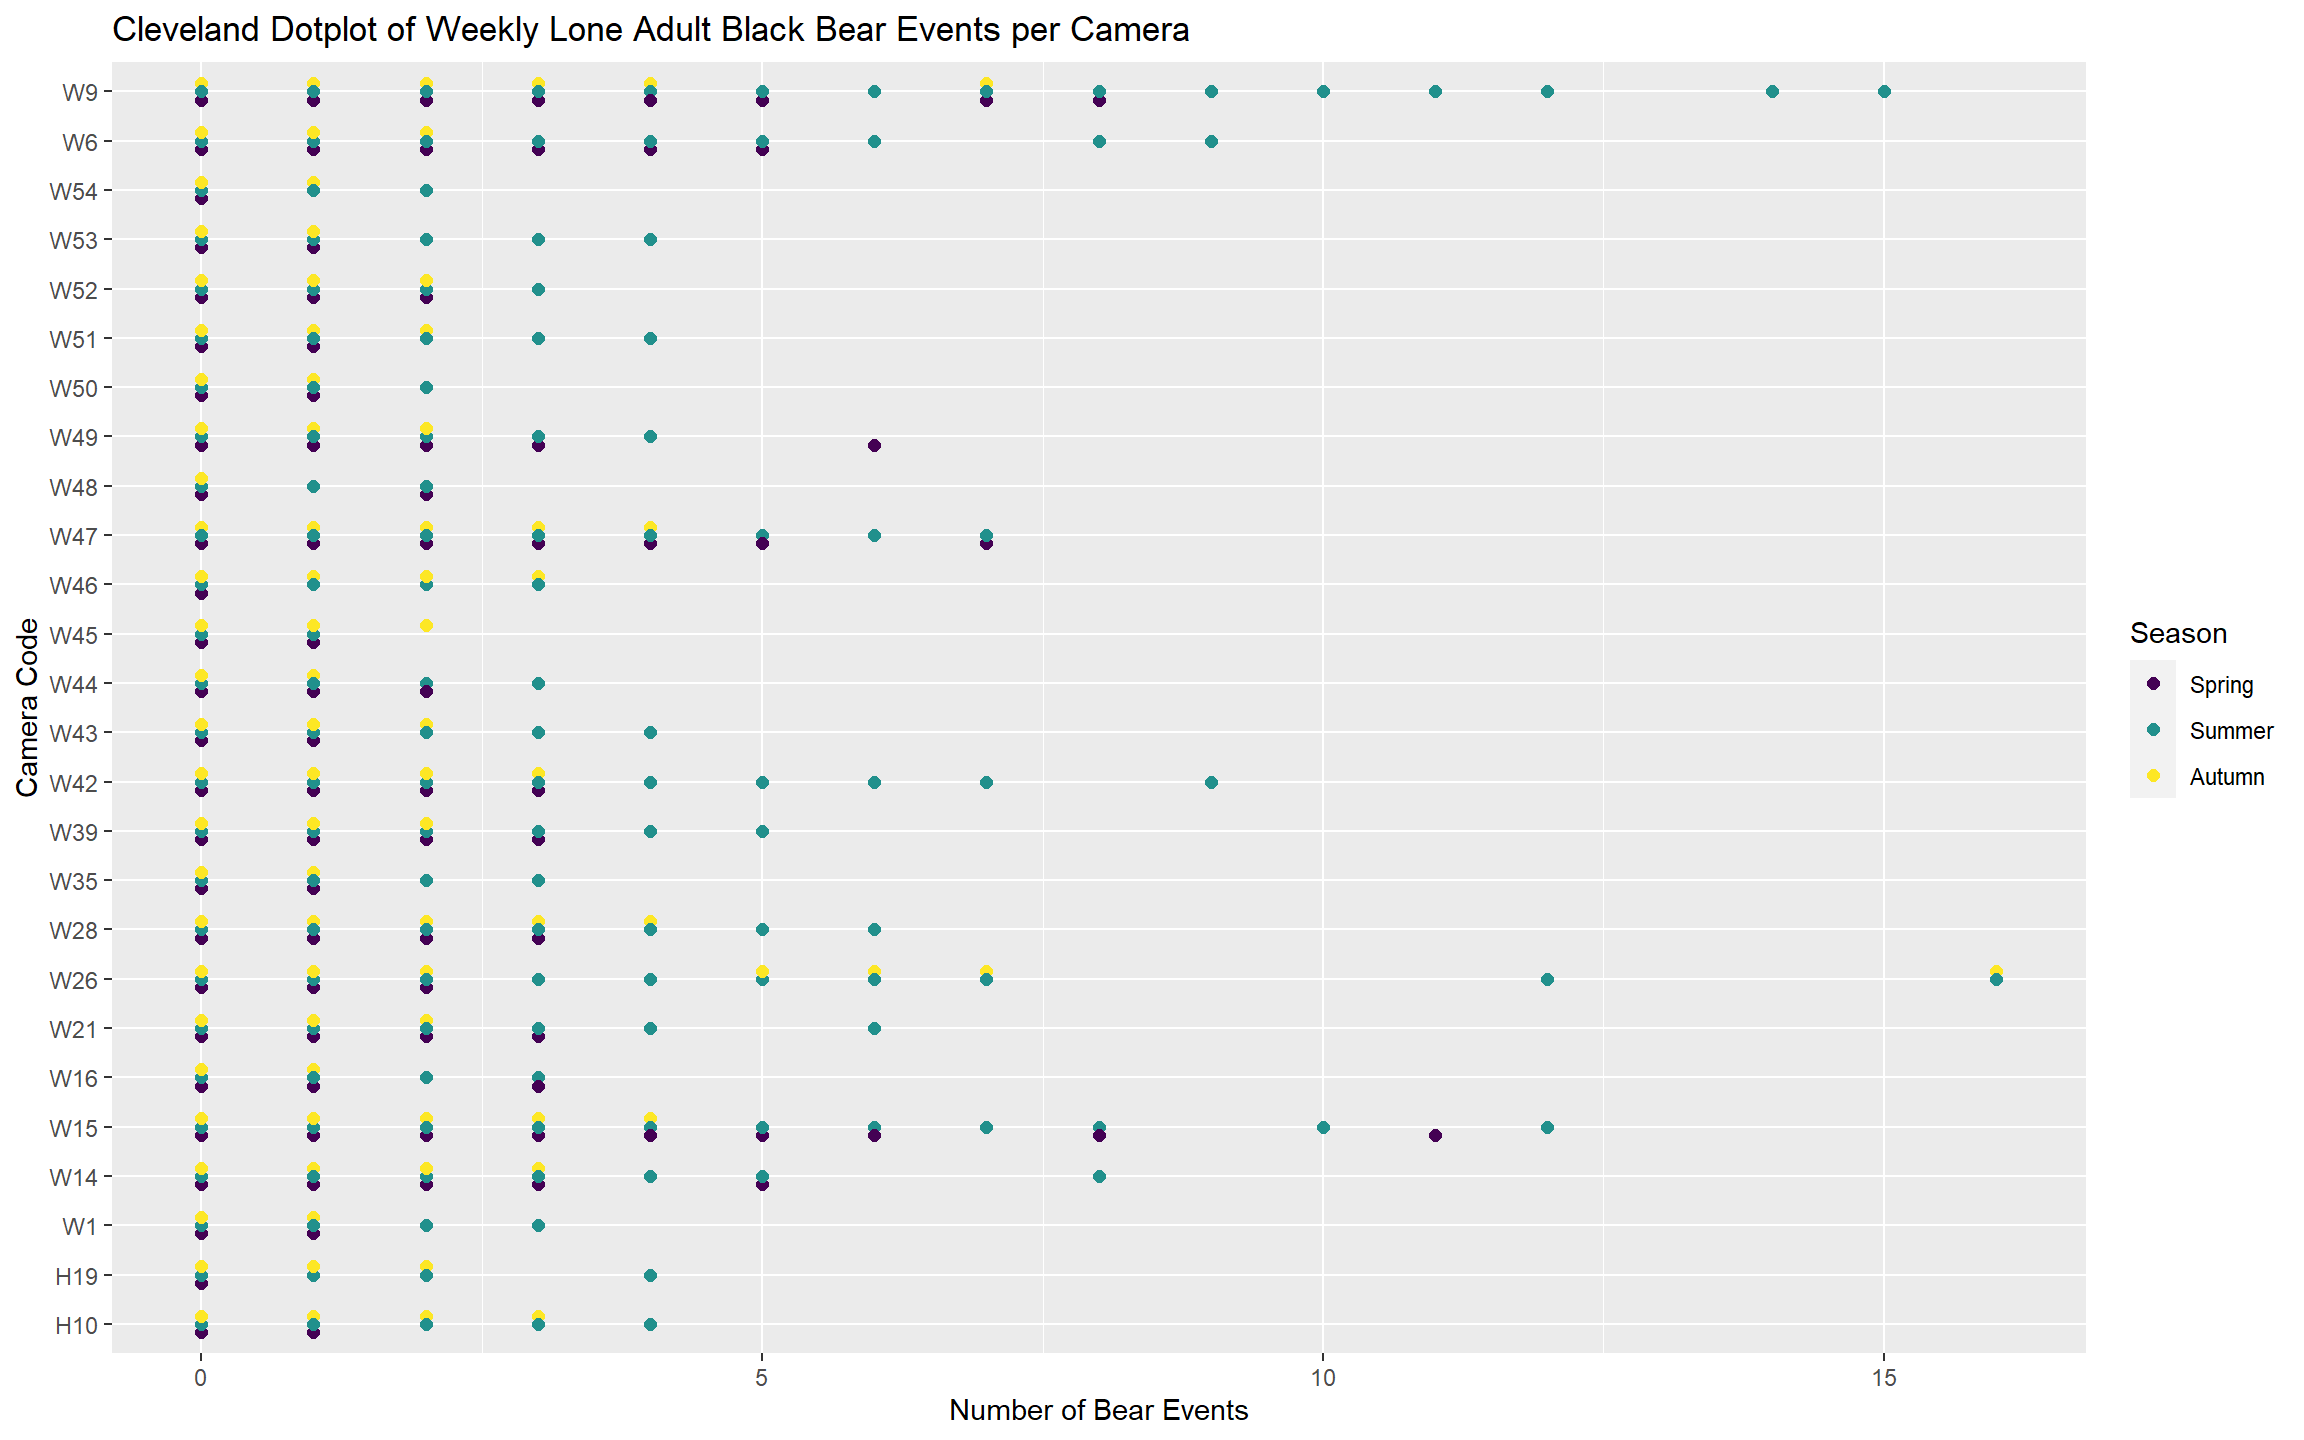 Cleveland Dotplot of Weekly Lone Adult Black Bear Events per Camera
W9
W6
W54
W53
W52
W51
W50
W49
W48
W47
W46
W45
W44
W43
W42
W39
W35
W28
W26
W21
W16
W15
W14
W1
H19
H10
Camera Code
0 5 10 15
Number of Bear Events
Season
Spring
Summer
Autumn